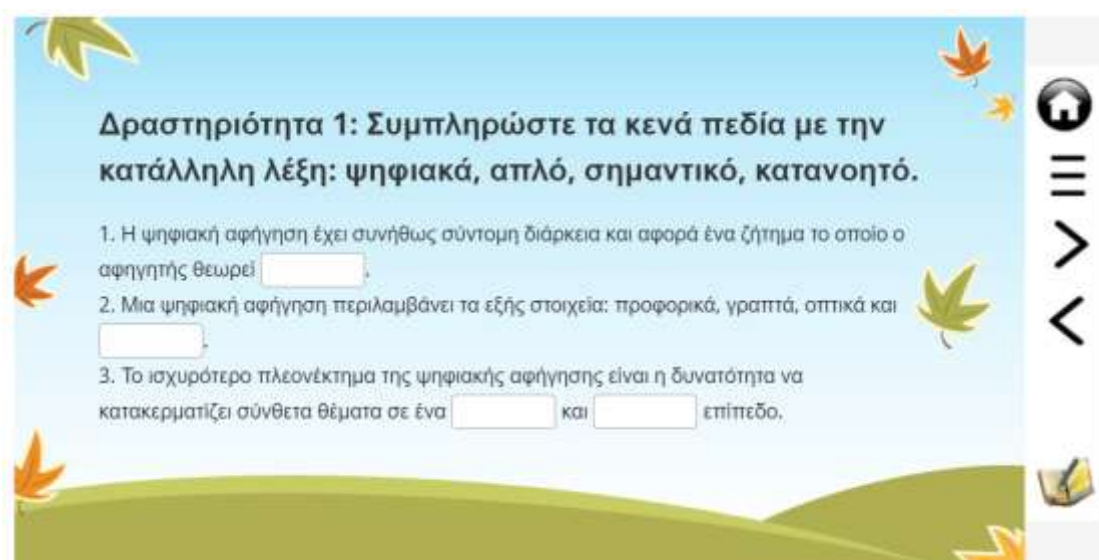 Δραστηριότητα 1: Συμπληρώστε τα κενά πεδία με την
κατάλληλη λέξη: ψηφιακά, απλό, σημαντικό, κατανοητό.
1. Η ψηφιακή αφήγηση έχει συνήθως σύντομη διάρκεια και αφορά ένα ζήτημα το οποίο ο
αφηγητής θεωρεί .
2. Μια ψηφιακή αφήγηση περιλαμβάνει τα εξής στοιχεία: προφορικά, γραπτά, οπτικά και
.
3. Το ισχυρότερο πλεονέκτημα της ψηφιακής αφήγησης είναι η δυνατότητα να
κατακερματίζει σύνθετα θέματα σε ένα και επίπεδο.